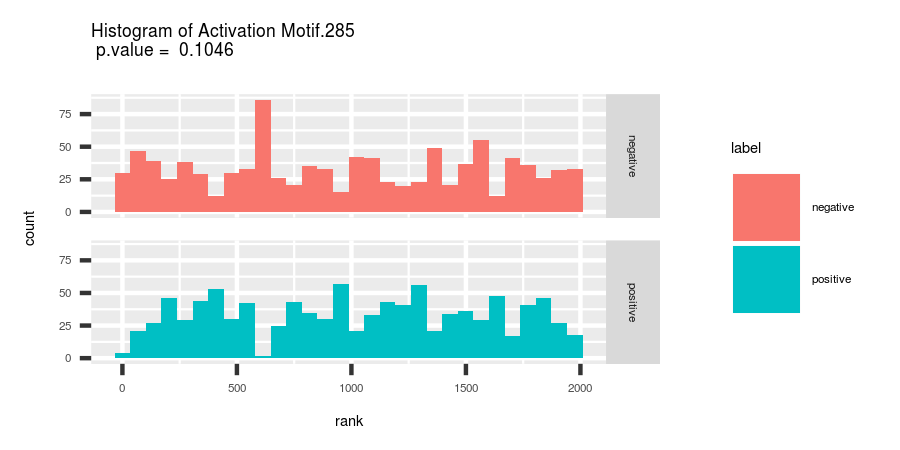 Histogram of Activation Motif.285
p.value =  0.1046
count
75
50
25
0
negative
75
50
25
0
positive
0 500 1000 1500 2000
rank
label
negative
positive